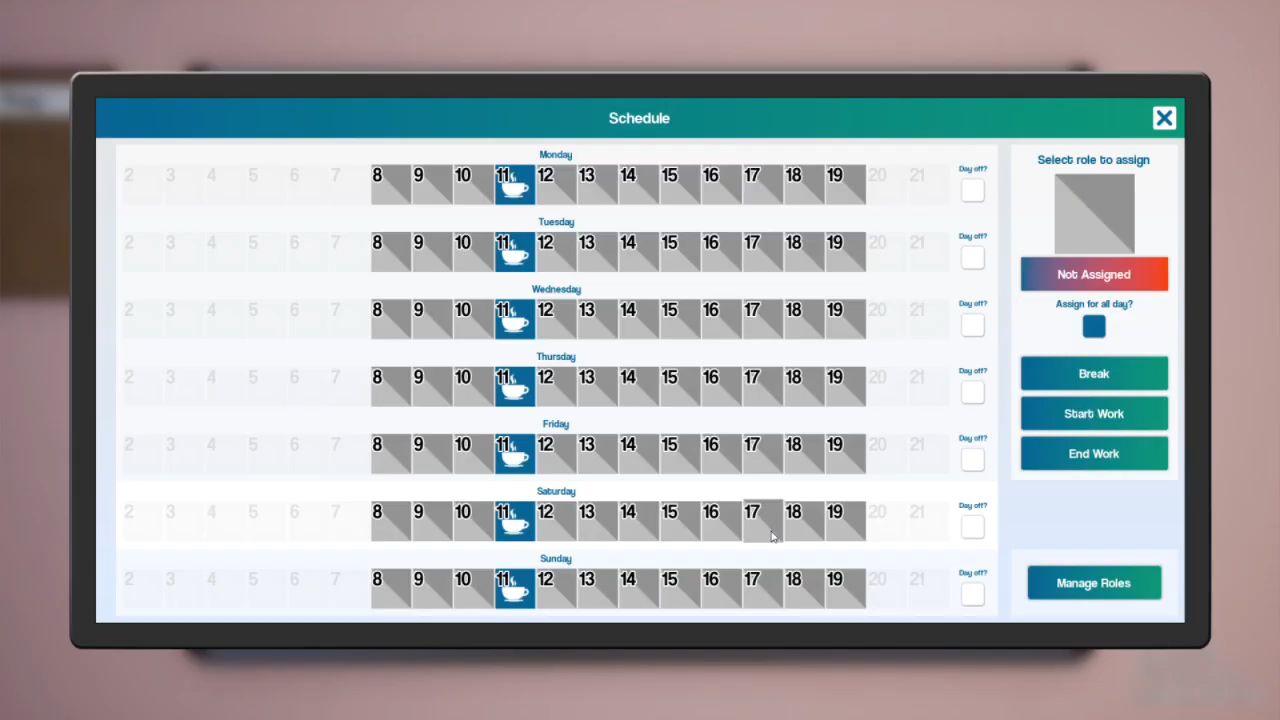 Schedule
Monday
2 3 4 5 6 7 8 9 10 11 12 13 14 15 16 17 18 19 20 21 Day off?
Tuesday
2 3 4 5 6 7 8 9 10 11 12 13 14 15 16 17 18 19 20 21 Day off?
Wednesday
2 3 4 5 6 7 8 9 10 11 12 13 14 15 16 17 18 19 20 21 Day off?
Thursday
2 3 4 5 6 7 8 9 10 11 12 13 14 15 16 17 18 19 20 21 Day off?
Friday
2 3 4 5 6 7 8 9 10 11 12 13 14 15 16 17 18 19 20 21 Day off?
Saturday
2 3 4 5 6 7 8 9 10 11 12 13 14 15 16 17 18 19 20 21 Day off?
Sunday
2 3 4 5 6 7 8 9 10 11 12 13 14 15 16 17 18 19 20 21 Day off?
Select role to assign
Not Assigned
Assign for all day?
Break
Start Work
End Work
Manage Roles